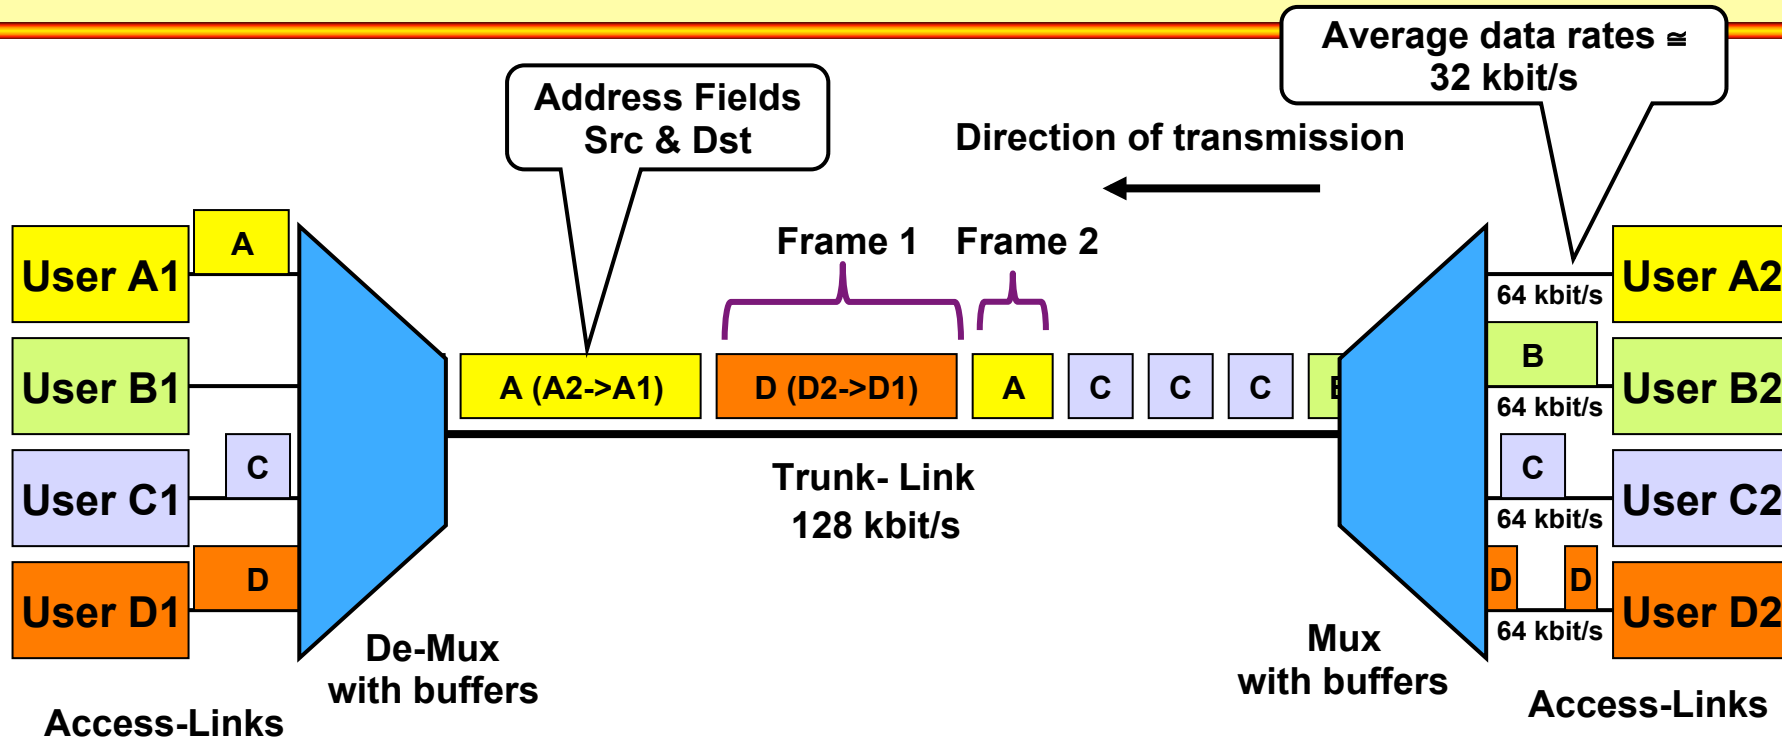 Average data rates ≅
32 kbit/s
Address Fields
Src & Dst
Direction of transmission
Frame 1
Frame 2
User A1
A
User B1
User C1
C
User D1
D
A (A2->A1)
D (D2->D1)
A
C
C
C
B
Trunk- Link
128 kbit/s
64 kbit/s
User A2
B
64 kbit/s
User B2
C
64 kbit/s
User C2
D
D
64 kbit/s
User D2
De-Mux
with buffers
Mux
with buffers
Access-Links
Access-Links